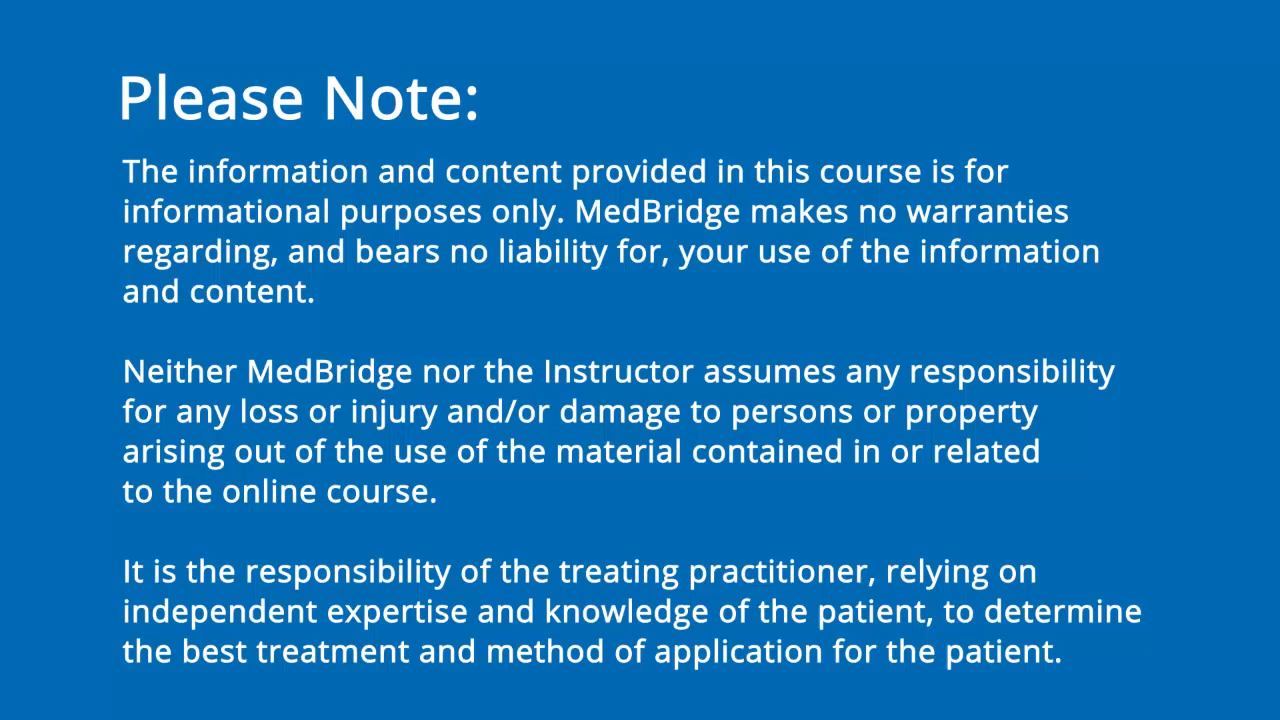 Please Note:
The information and content provided in this course is for
informational purposes only. MedBridge makes no warranties
regarding, and bears no liability for, your use of the information
and content.
Neither MedBridge nor the Instructor assumes any responsibility
for any loss or injury and/or damage to persons or property
arising out of the use of the material contained in or related
to the online course.
It is the responsibility of the treating practitioner, relying on
independent expertise and knowledge of the patient, to determine
the best treatment and method of application for the patient.